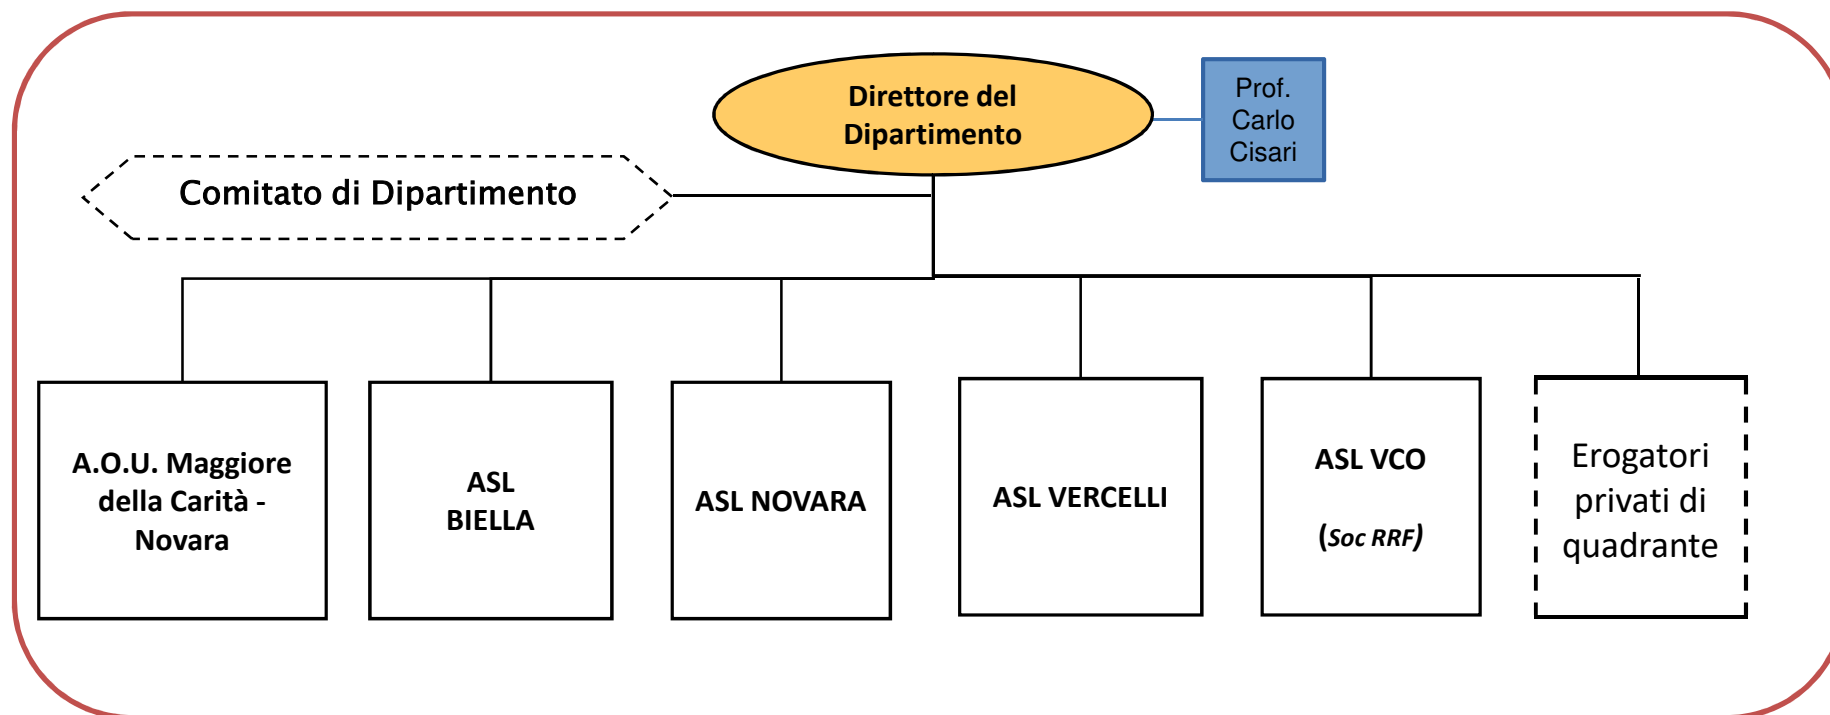 Direttore del
Dipartimento
Prof.
Carlo
Cisari
Comitato di Dipartimento
A.O.U. Maggiore
della Carità -
Novara
ASL
BIELLA
ASL NOVARA
ASL VERCELLI
ASL VCO
(Soc RRF)
Erogatori
privati di
quadrante